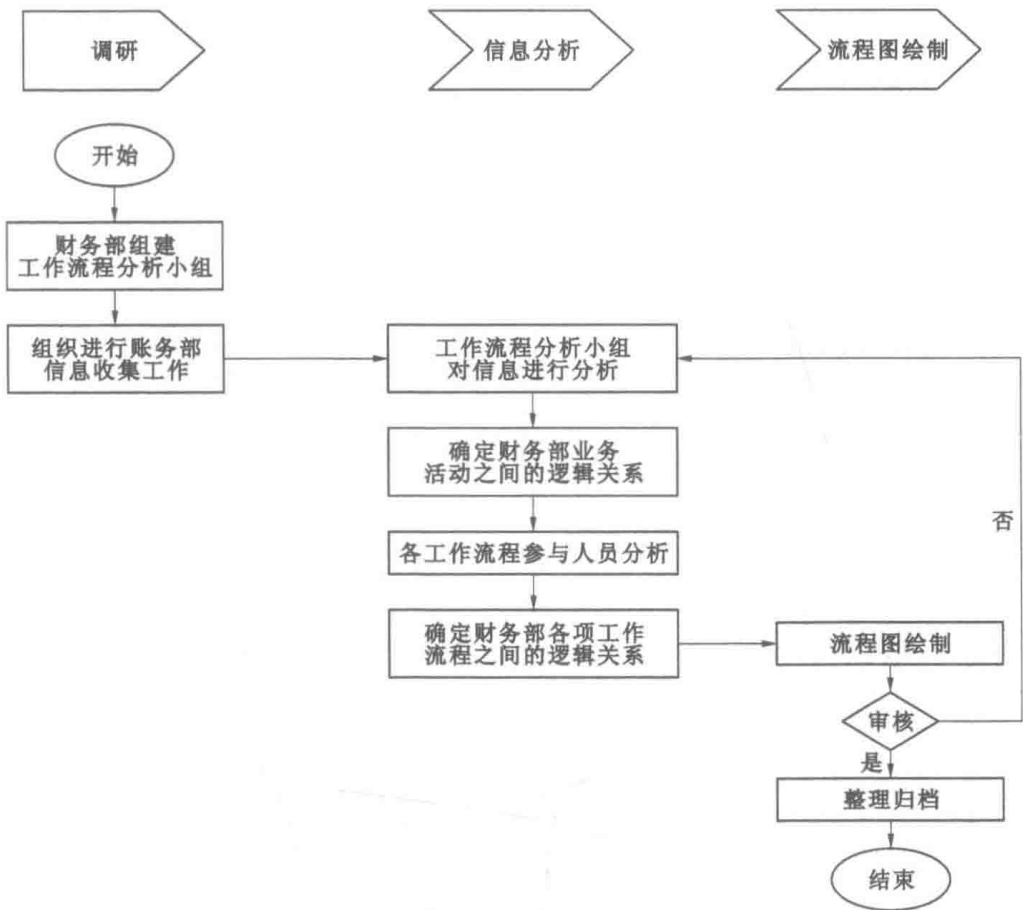 调研
信息分析
流程图绘制
开始
财务部组建
工作流程分析小组
组织进行账务部
信息收集工作
工作流程分析小组
对信息进行分析
确定财务部业务
活动之间的逻辑关系
各工作流程参与人员分析
确定财务部各项工作
流程之间的逻辑关系
流程图绘制
审核
否
是
整理归档
结束